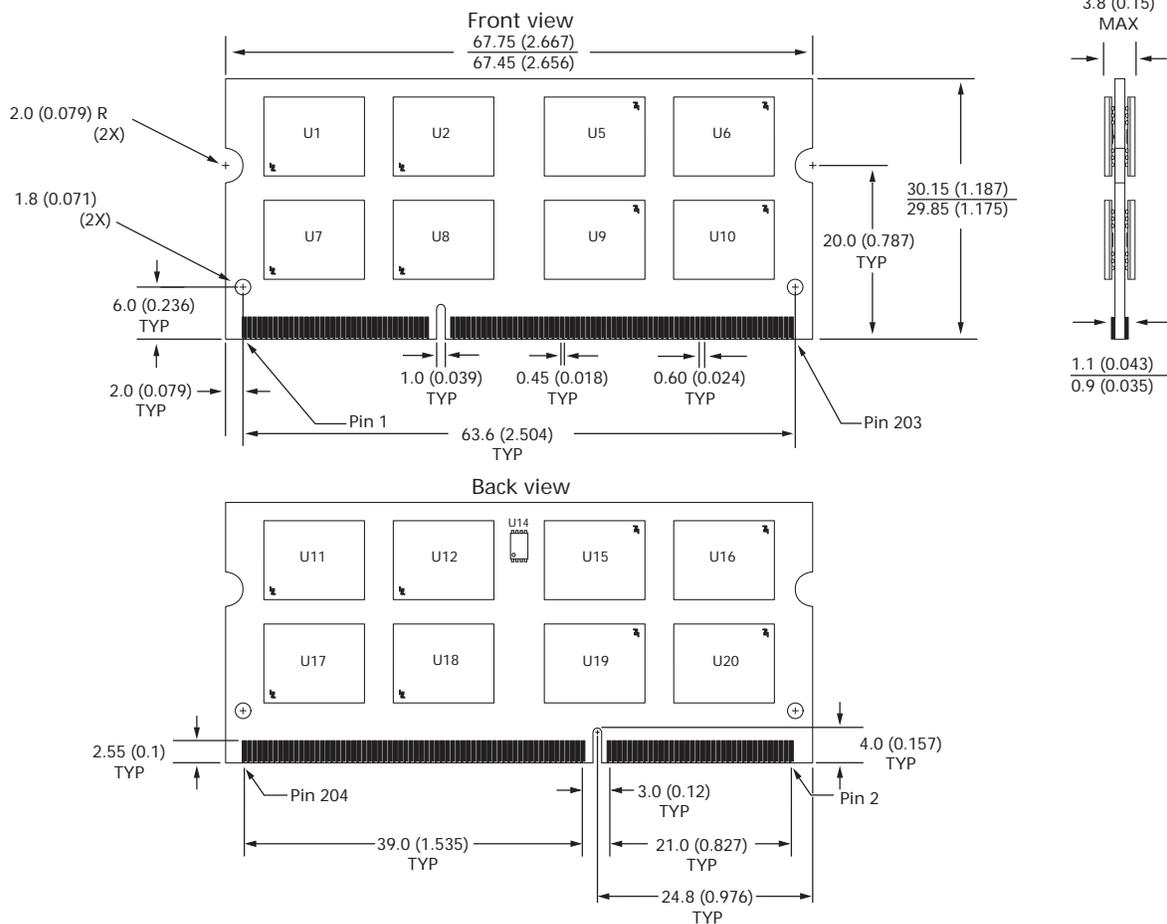 3.8 (0.15)
MAX
Front view
67.75 (2.667)
67.45 (2.656)
2.0 (0.079) R
(2X)
U1
U2
U5
U6
1.8 (0.071)
(2X)
30.15 (1.187)
29.85 (1.175)
U7
U8
U9
U10
20.0 (0.787)
TYP
6.0 (0.236)
TYP
1.0 (0.039)
TYP
0.45 (0.018)
TYP
0.60 (0.024)
TYP
1.1 (0.043)
0.9 (0.035)
2.0 (0.079)
TYP
Pin 1
Pin 203
63.6 (2.504)
TYP
Back view
U14
U11
U12
U15
U16
U17
U18
U19
U20
2.55 (0.1)
TYP
4.0 (0.157)
TYP
Pin 204
3.0 (0.12)
TYP
Pin 2
39.0 (1.535)
TYP
21.0 (0.827)
TYP
24.8 (0.976)
TYP